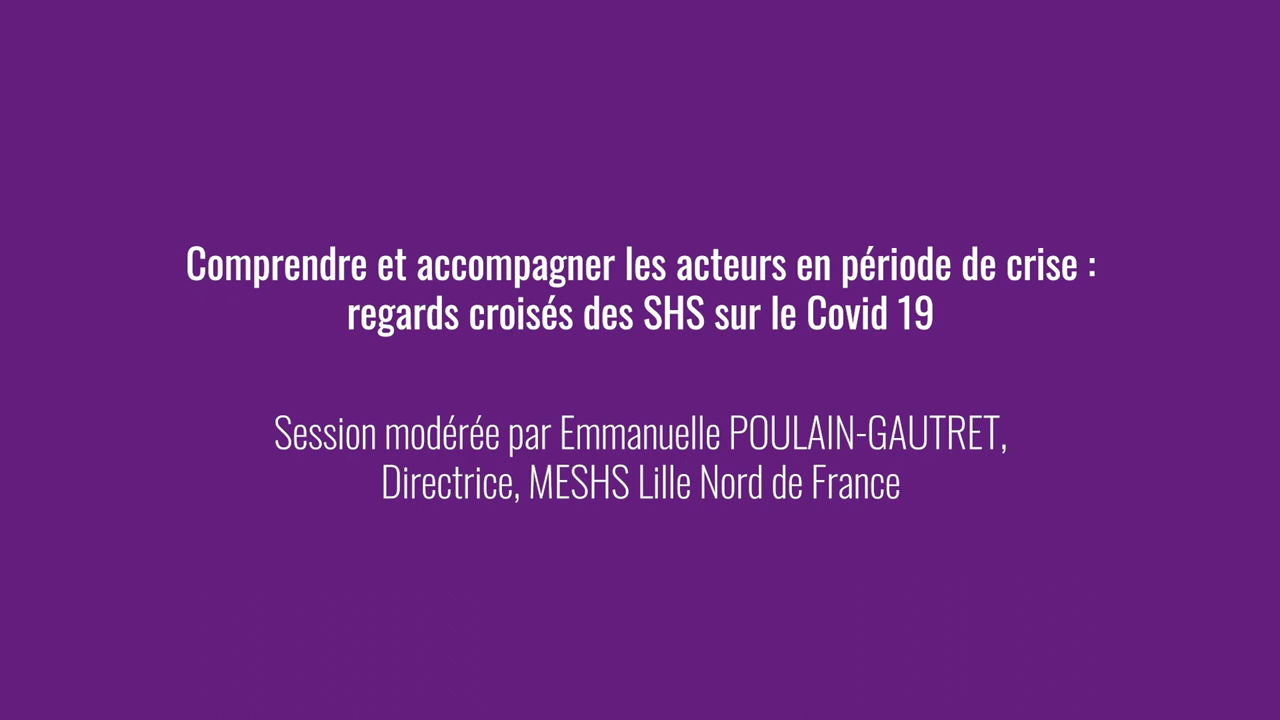 Comprendre et accompagner les acteurs en période de crise :
regards croisés des SHS sur le Covid 19
Session modérée par Emmanuelle POULAIN-GAUTRET,
Directrice, MESHS Lille Nord de France